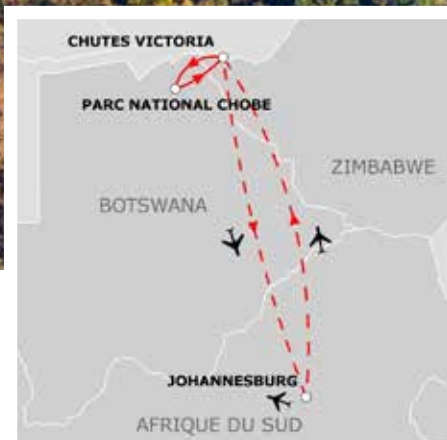 CHUTES VICTORIA
PARC NATIONAL CHOBE
ZIMBABWE
BOTSWANA
JOHANNESBURG
AFRIQUE DU SUD